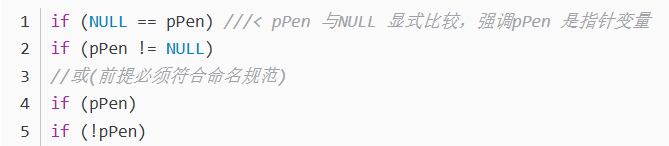 1 if (NULL == pPen) ///< pPen 与NULL 显式比较，强调pPen 是指针变量
2 if (pPen != NULL)
3 //或(前提必须符合命名规范)
4 if (pPen)
5 if (!pPen)